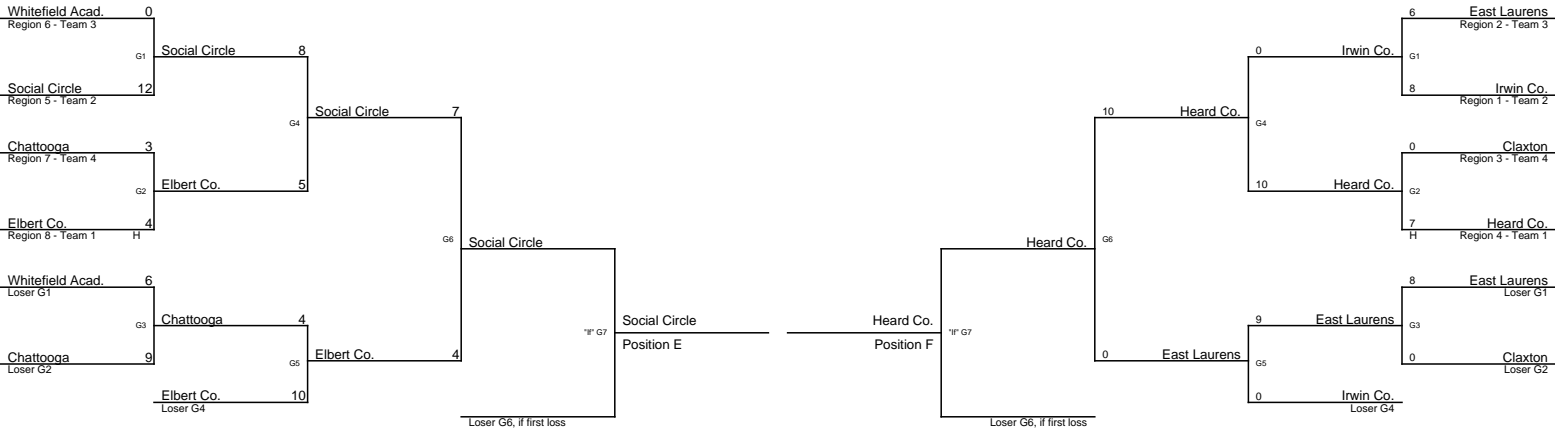 Whitefield Acad. 0
Region 6 - Team 3
G1
Social Circle 8
Social Circle 12
Region 5 - Team 2
G4
Social Circle 7
Chattooga 3
Region 7 - Team 4
G2
Elbert Co. 5
Elbert Co. 4
Region 8 - Team 1 H
G6
Social Circle
Whitefield Acad. 6
Loser G1
G3
Chattooga 4
Chattooga 9
Loser G2
G5
Elbert Co. 4
Elbert Co. 10
Loser G4
"If" G7
Social Circle
Position E
Loser G6, if first loss
6 East Laurens
Region 2 - Team 3
0 Irwin Co.
G1
8 Irwin Co.
Region 1 - Team 2
10 Heard Co.
G4
0 Claxton
Region 3 - Team 4
10 Heard Co.
G2
7 Heard Co.
H Region 4 - Team 1
Heard Co.
G6
8 East Laurens
Loser G1
9 East Laurens
G3
0 Claxton
Loser G2
0 East Laurens
G5
0 Irwin Co.
Loser G4
Heard Co.
"If" G7
Position F
Loser G6, if first loss